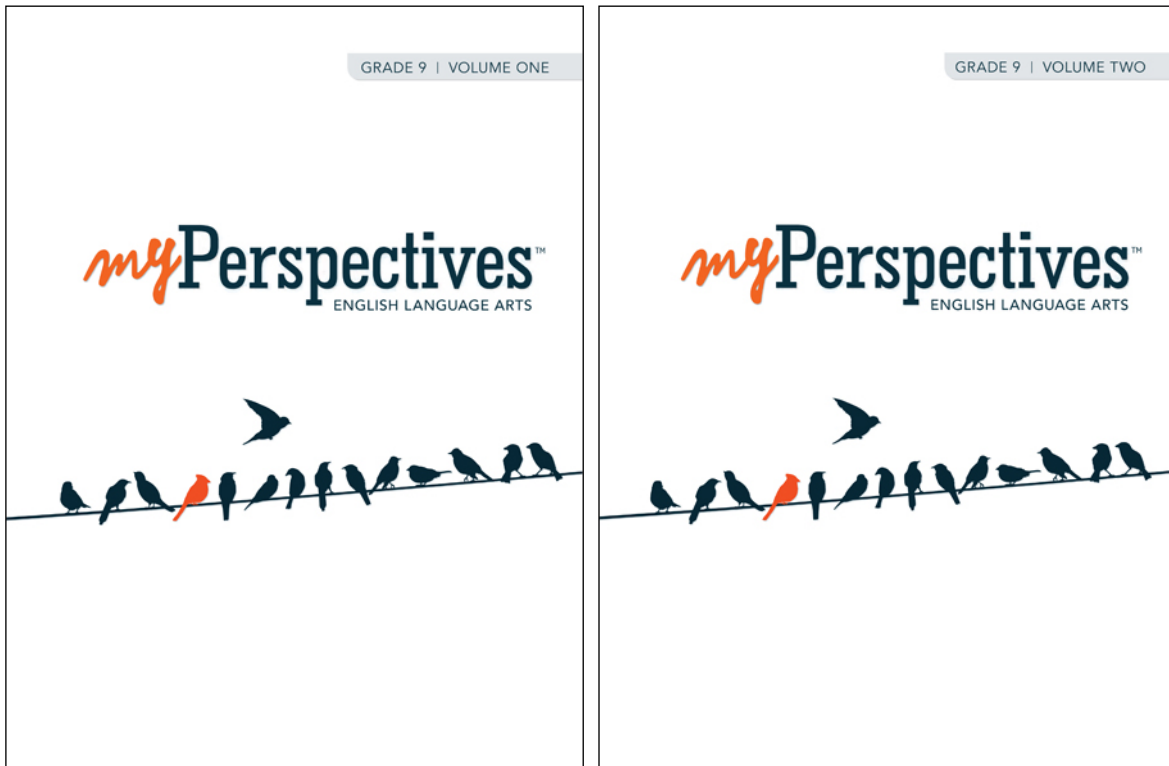 GRADE 9 | VOLUME ONE
myPerspectives™
ENGLISH LANGUAGE ARTS
GRADE 9 | VOLUME TWO
myPerspectives™
ENGLISH LANGUAGE ARTS